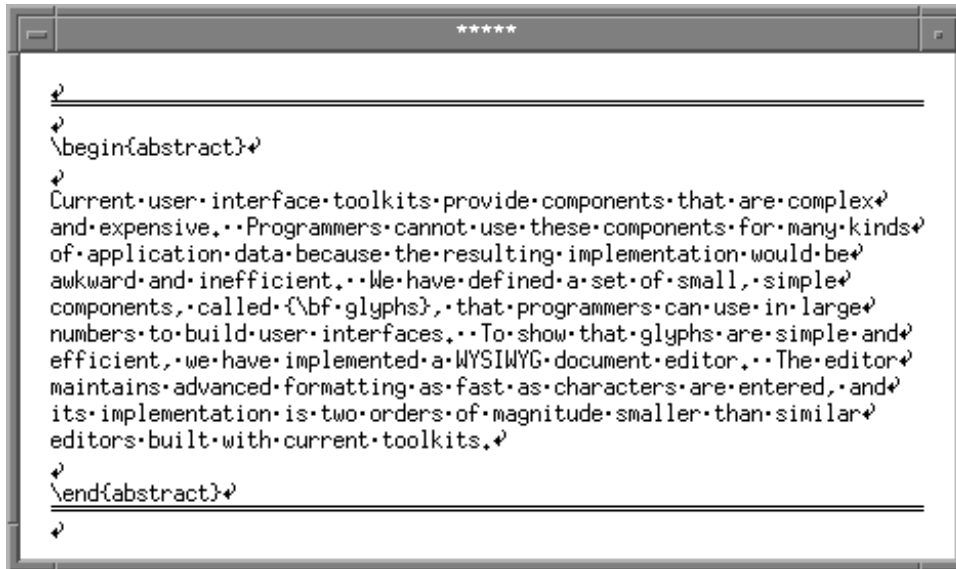 *****
\begin{abstract}
Current·user·interface·toolkits·provide·components·that·are·complex
and·expensive.··Programmers·cannot·use·these·components·for·many·kinds
of·application·data·because·the·resulting·implementation·would·be
awkward·and·inefficient.··We·have·defined·a·set·of·small,·simple
components,·called·{\bf·glyphs},·that·programmers·can·use·in·large
numbers·to·build·user·interfaces.··To·show·that·glyphs·are·simple·and
efficient,·we·have·implemented·a·WYSIWYG·document·editor.··The·editor
maintains·advanced·formatting·as·fast·as·characters·are·entered,·and
its·implementation·is·two·orders·of·magnitude·smaller·than·similar
editors·built·with·current·toolkits.
\end{abstract}